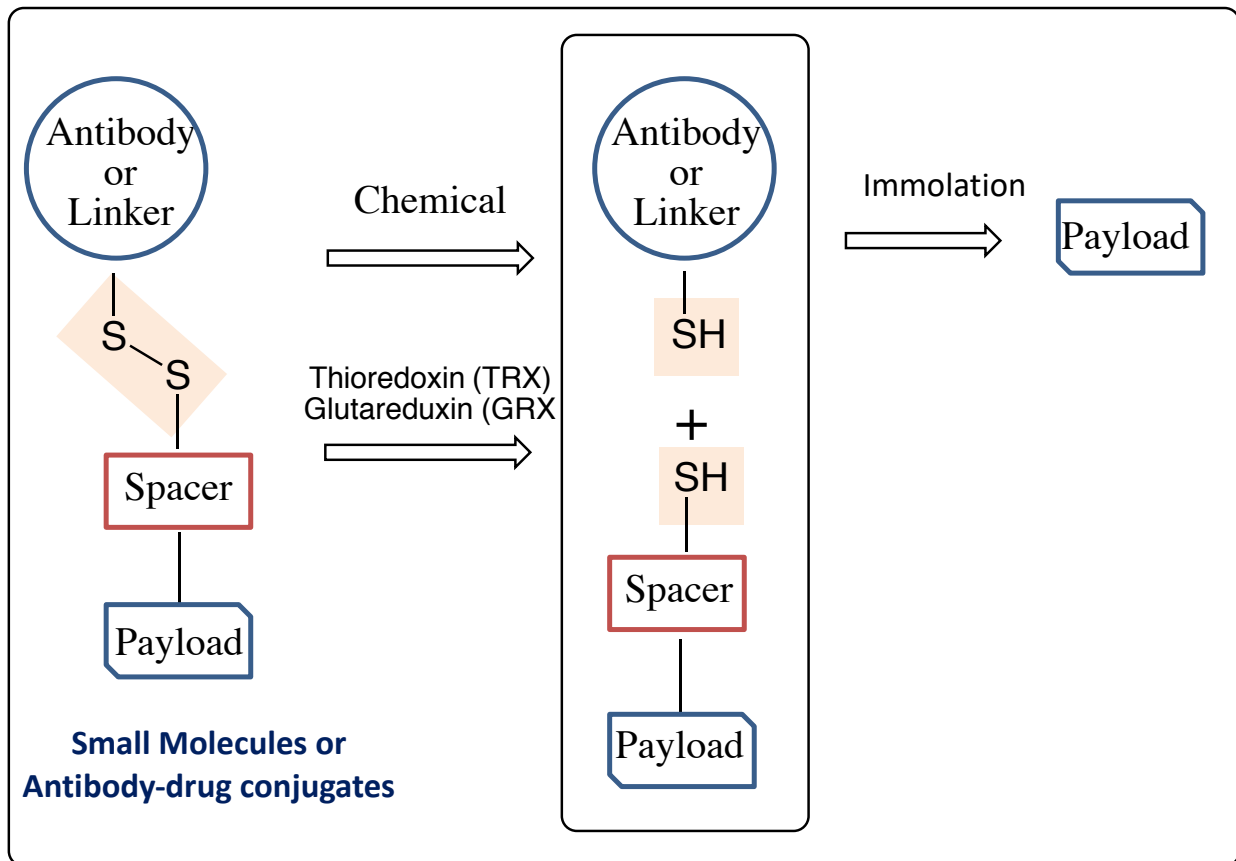 Antibody
or
Linker
S
S
Spacer
Payload
Small Molecules or
Antibody-drug conjugates
Chemical
Thioredoxin (TRX)
Glutareduxin (GRX
Antibody
or
Linker
SH
+
SH
Spacer
Payload
Immolation
Payload